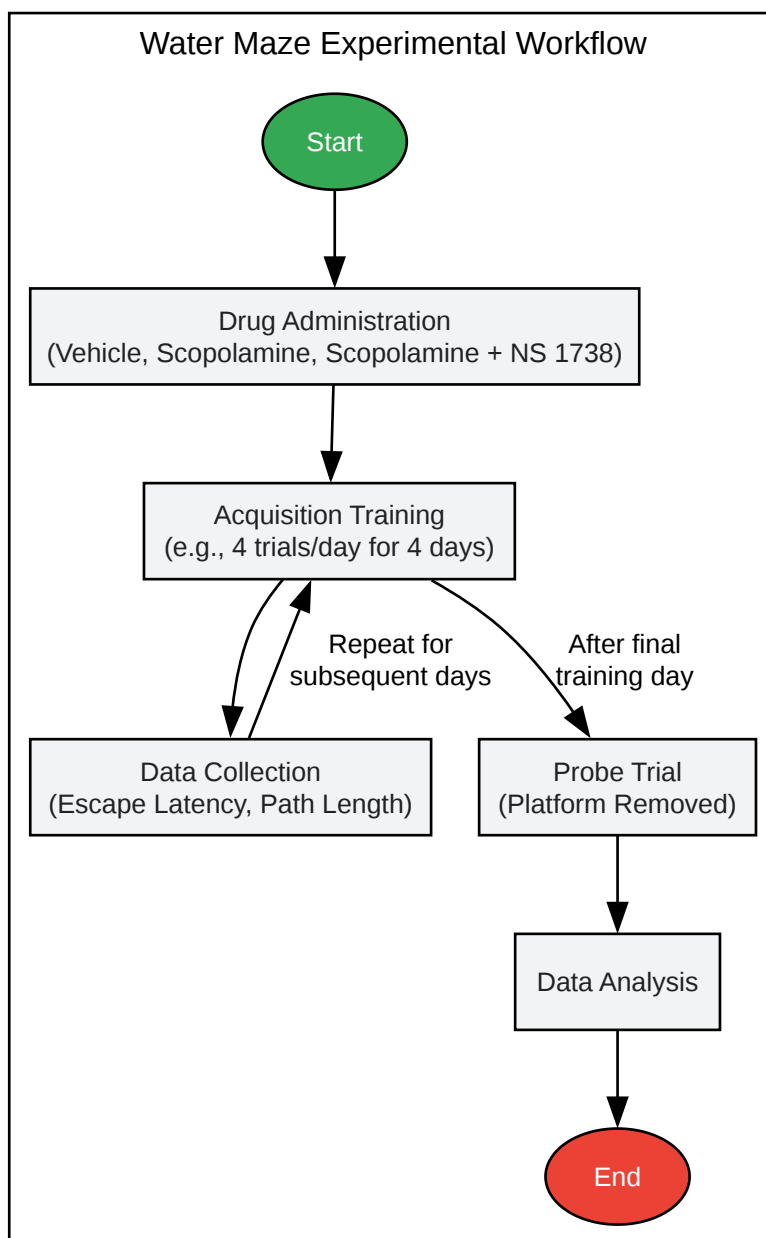 Water Maze Experimental Workflow
Start
Drug Administration
(Vehicle, Scopolamine, Scopolamine + NS 1738)
Acquisition Training
(e.g., 4 trials/day for 4 days)
Repeat for
subsequent days
After final
training day
Data Collection
(Escape Latency, Path Length)
Probe Trial
(Platform Removed)
Data Analysis
End